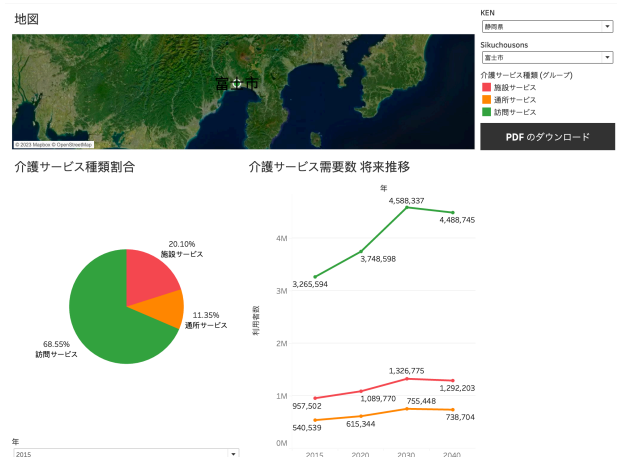 地図
富士市
© 2023 Mapbox © OpenStreetMap
KEN
静岡県
Sikuchousons
富士市
介護サービス種類 (グループ)
施設サービス
通所サービス
訪問サービス
PDF のダウンロード
介護サービス種類割合
20.10%
施設サービス
11.35%
通所サービス
68.55%
訪問サービス
年
2015
介護サービス需要数 将来推移
年
利用者数
4M
3M
2M
1M
0M
4,588,337
4,488,745
3,748,598
3,265,594
1,326,775
1,292,203
1,089,770
957,502
755,448
738,704
615,344
540,539
2015
2020
2030
2040